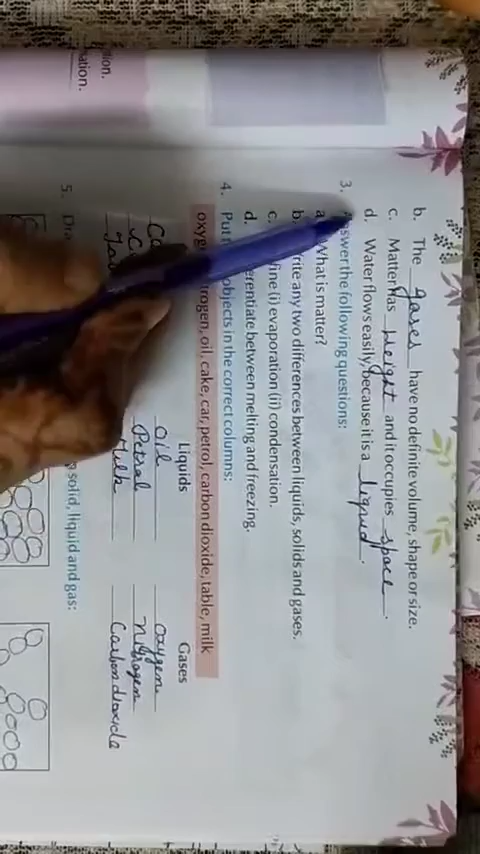 tion.
ation.
b. The gases have no definite volume, shape or size.
c. Matter has weight and it occupies space.
d. Water flows easily because it is a liquid.
3. Answer the following questions:
a. What is matter?
b. Write any two differences between liquids, solids and gases.
c. fine (i) evaporation (ii) condensation.
d. erentiate between melting and freezing.
4. Put objects in the correct columns:
oxyg trogen, oil, cake, car, petrol, carbon dioxide, table, milk
Liquids Gases
Oil Oxygen
Petrol Nitrogen
Milk Carbon dioxide
5. Dra solid, liquid and gas: